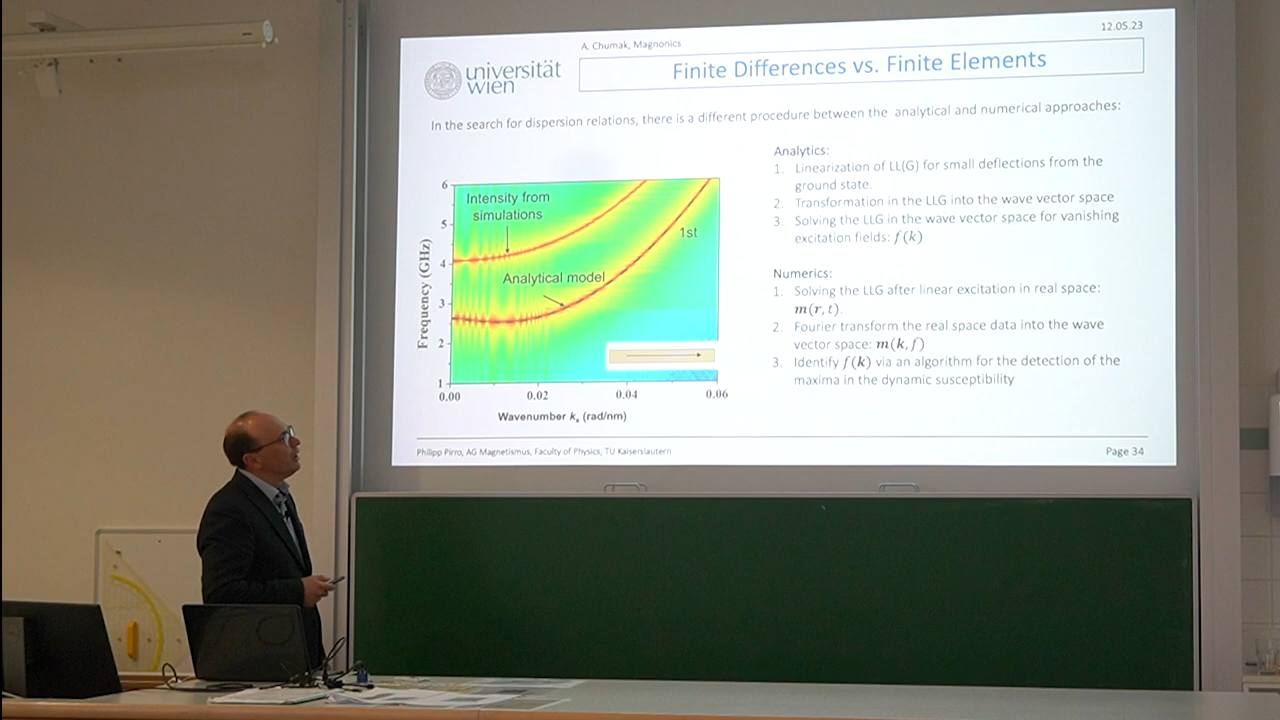 12.05.23
A. Chumak, Magnonics
universität
wien
Finite Differences vs. Finite Elements
In the search for dispersion relations, there is a different procedure between the analytical and numerical approaches:
Analytics:
1. Linearization of LL(G) for small deflections from the
ground state.
2. Transformation in the LLG into the wave vector space
3. Solving the LLG in the wave vector space for vanishing
excitation fields: f(k)
Numerics:
1. Solving the LLG after linear excitation in real space:
m(r, t).
2. Fourier transform the real space data into the wave
vector space: m(k, f)
3. Identify f(k) via an algorithm for the detection of the
maxima in the dynamic susceptibility
Frequency (GHz)
6
5
4
3
2
1
Intensity from
simulations
1st
Analytical model
0.00 0.02 0.04 0.06
Wavenumber kx (rad/nm)
Philipp Pirro, AG Magnetismus, Faculty of Physics, TU Kaiserslautern
Page 34